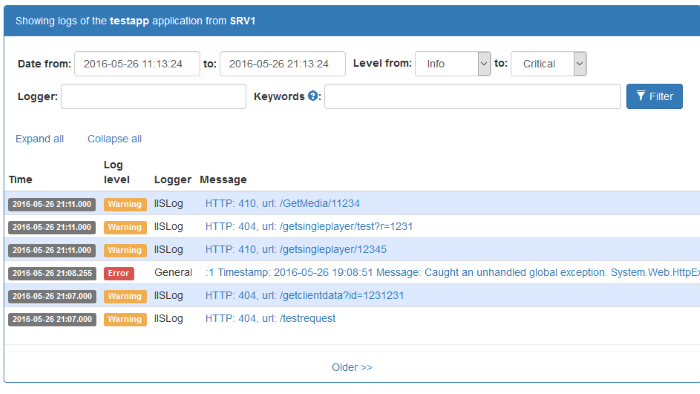 Showing logs of the testapp application from SRV1
Date from: 2016-05-26 11:13:24 to: 2016-05-26 21:13:24 Level from: Info to: Critical
Logger: Keywords ?: Filter
Expand all Collapse all
Time Log level Logger Message
2016-05-26 21:11.000 Warning IISLog HTTP: 410, url: /GetMedia/11234
2016-05-26 21:11.000 Warning IISLog HTTP: 404, url: /getsingleplayer/test?r=1231
2016-05-26 21:11.000 Warning IISLog HTTP: 410, url: /getsingleplayer/12345
2016-05-26 21:08.255 Error General :1 Timestamp: 2016-05-26 19:08:51 Message: Caught an unhandled global exception. System.Web.HttpEx
2016-05-26 21:07.000 Warning IISLog HTTP: 404, url: /getclientdata?id=1231231
2016-05-26 21:07.000 Warning IISLog HTTP: 404, url: /testrequest
Older >>